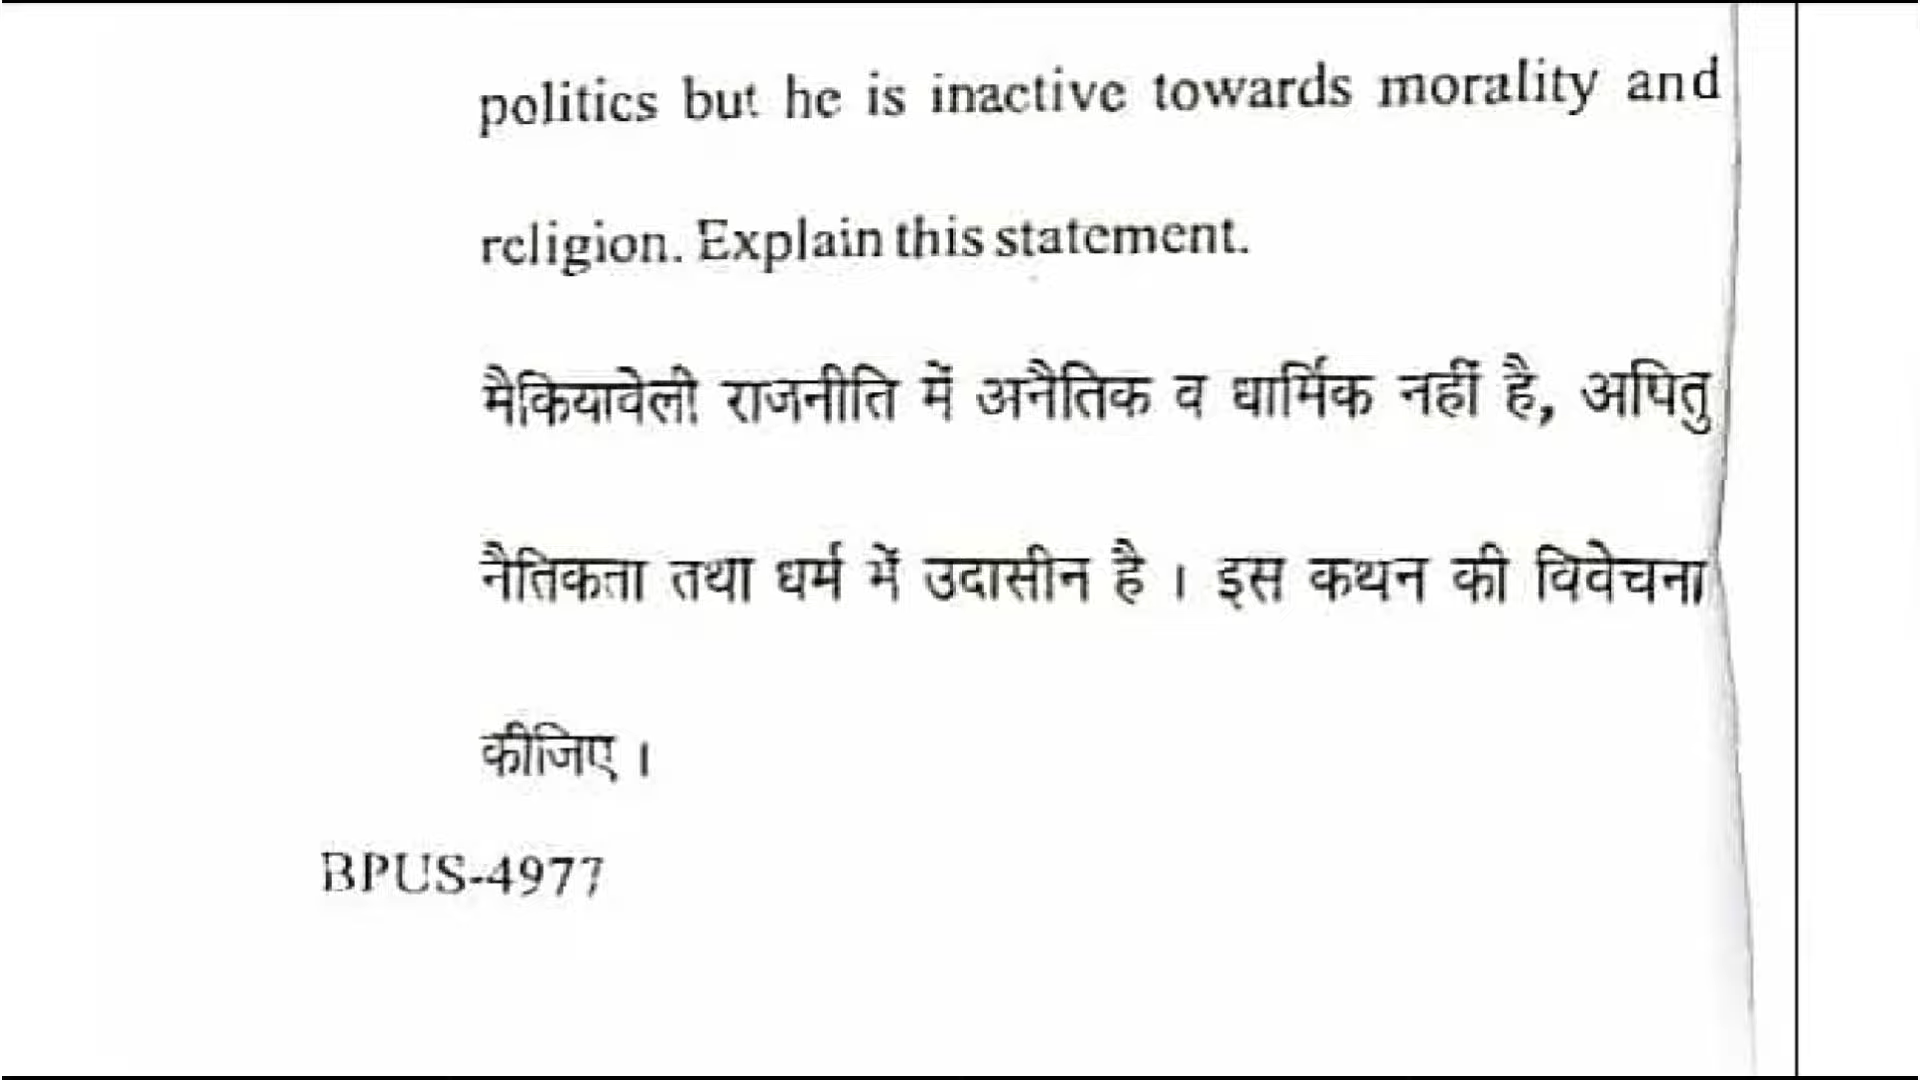 politics but he is inactive towards morality and
religion. Explain this statement.
मैकियावेली राजनीति में अनैतिक व धार्मिक नहीं है, अपितु
नैतिकता तथा धर्म में उदासीन है । इस कथन की विवेचना
कीजिए ।
BPUS-4977